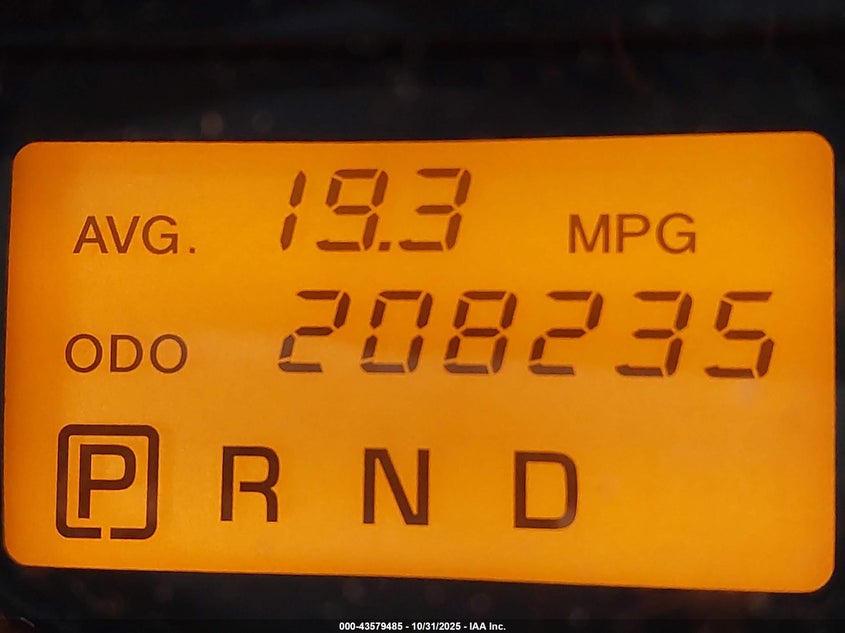 AVG. 19.3 MPG
ODO 208235
P R N D
000-43579485 - 10/31/2025 - IAA Inc.